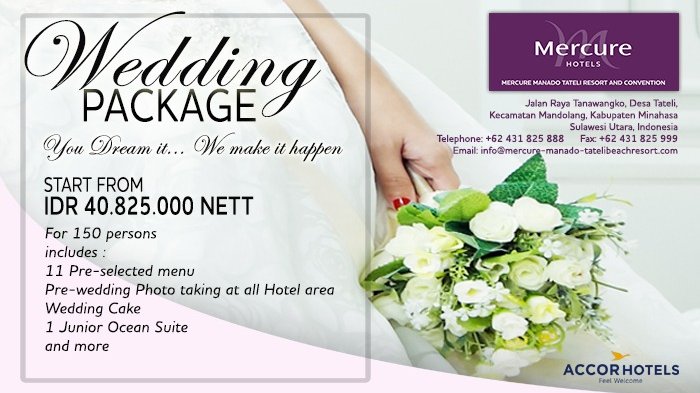 Wedding
PACKAGE
You Dream it... We make it happen
START FROM
IDR 40.825.000 NETT
For 150 persons
includes :
11 Pre-selected menu
Pre-wedding Photo taking at all Hotel area
Wedding Cake
1 Junior Ocean Suite
and more
Mercure
HOTELS
MERCURE MANADO TATELI RESORT AND CONVENTION
Jalan Raya Tanawangko, Desa Tateli,
Kecamatan Mandolang, Kabupaten Minahasa
Sulawesi Utara, Indonesia
Telephone: +62 431 825 888 Fax: +62 431 825 999
Email: info@mercure-manado-tatelibeachresort.com
ACCORHOTELS
Feel Welcome